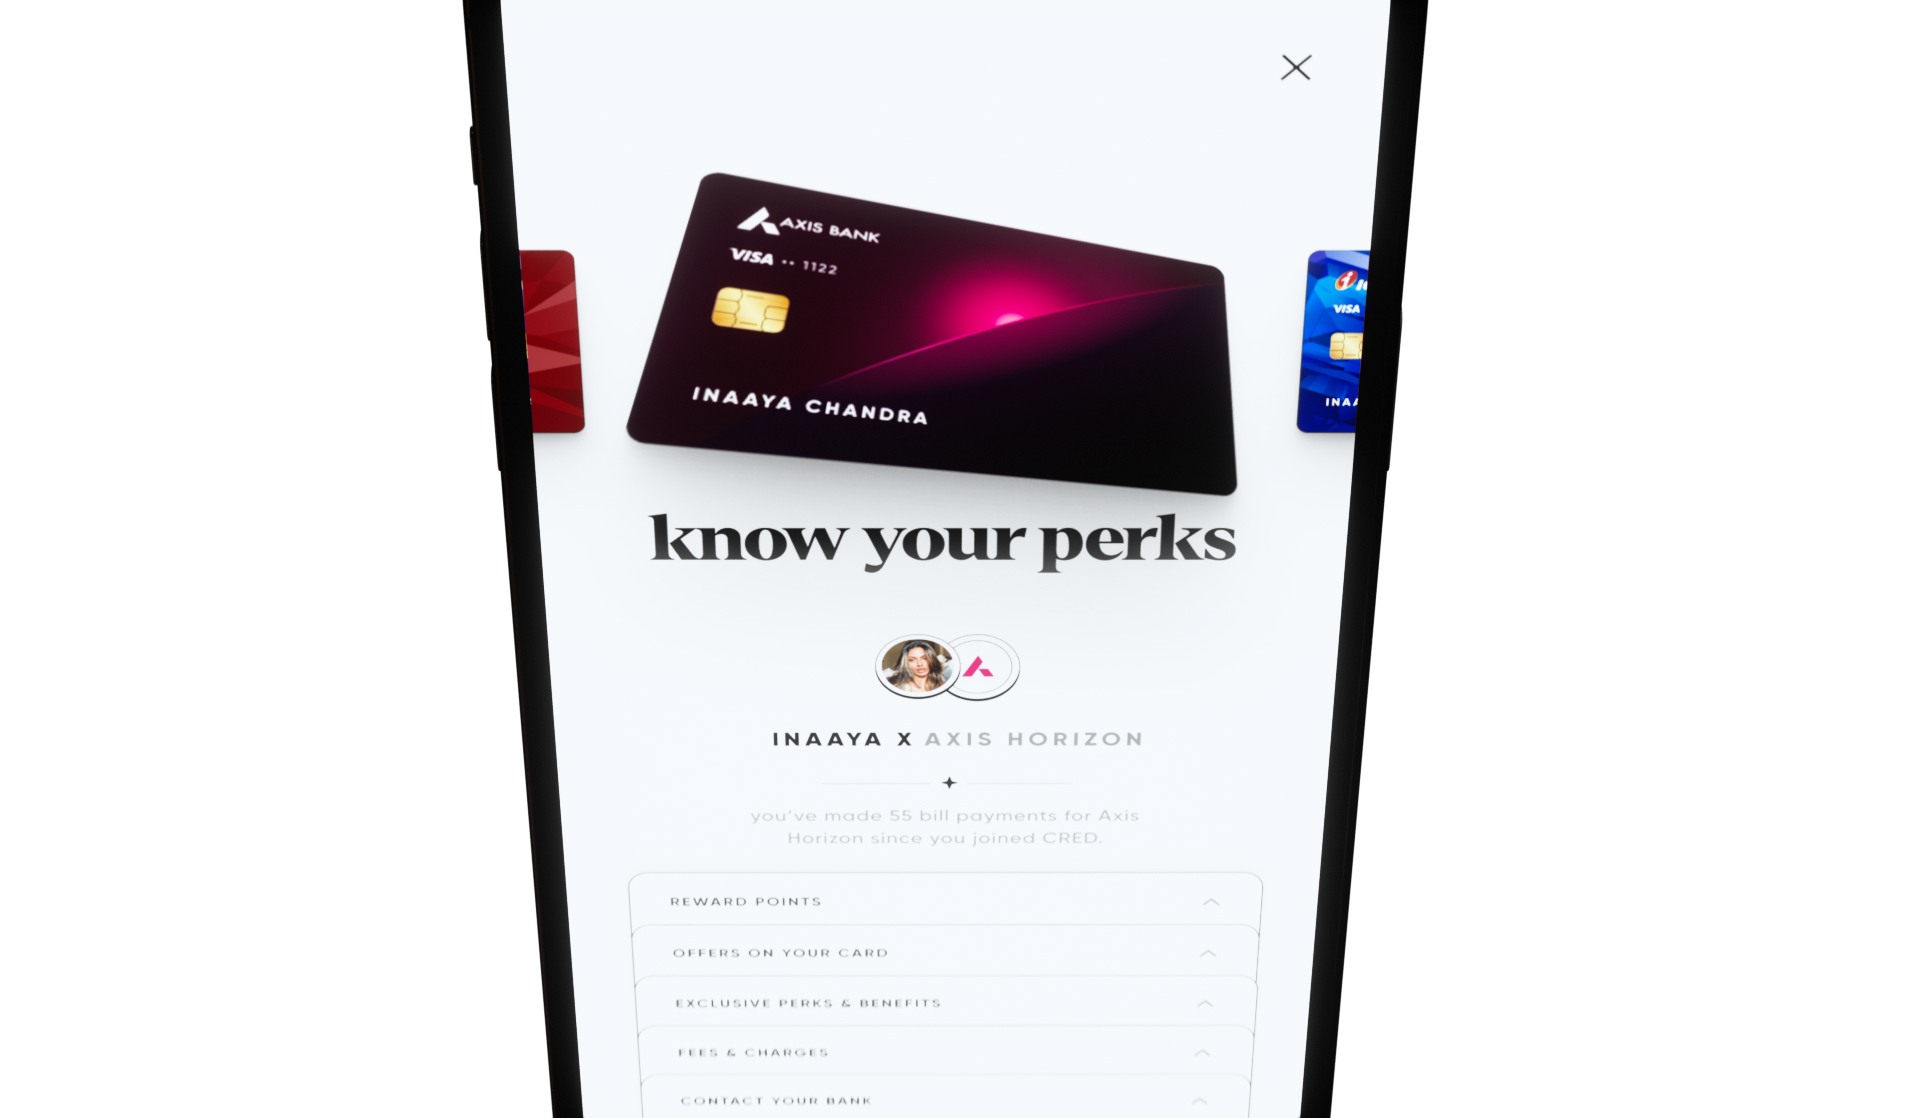 AXIS BANK
VISA •• 1122
INAAYA CHANDRA
VISA
INAA
know your perks
INAAYA X AXIS HORIZON
you've made 55 bill payments for Axis
Horizon since you joined CRED.
REWARD POINTS
OFFERS ON YOUR CARD
EXCLUSIVE PERKS & BENEFITS
FEES & CHARGES
CONTACT YOUR BANK